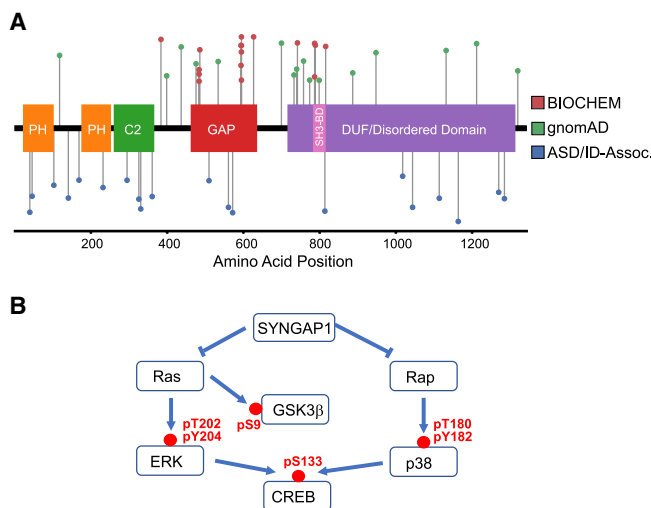 A
PH
PH
C2
GAP
SH3-BD
DUF/Disordered Domain
BIOCHEM
gnomAD
ASD/ID-Assoc.
200 400 600 800 1000 1200
Amino Acid Position
B
SYNGAP1
Ras
Rap
pS9
GSK3β
pT202
pY204
pT180
pY182
ERK
pS133
p38
CREB